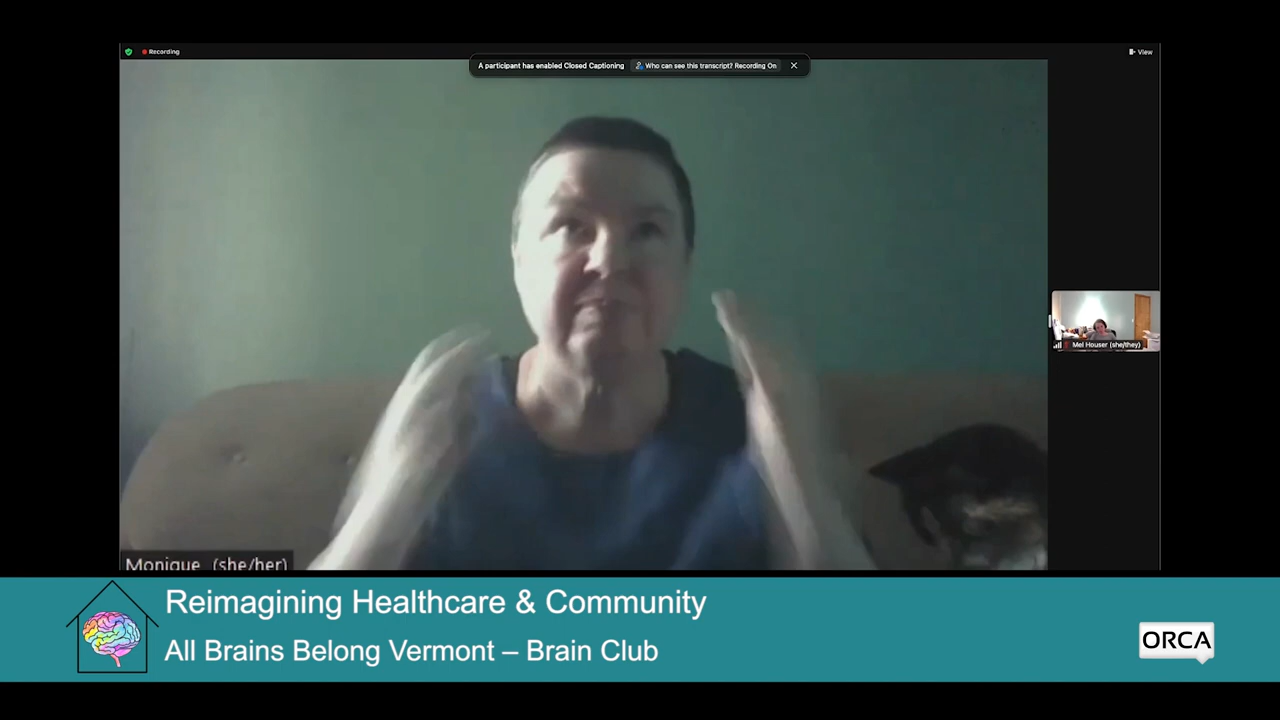 Recording
View
A participant has enabled Closed Captioning
Who can see this transcript? Recording On
Mel Houser (she/they)
Monique (she/her)
Reimagining Healthcare & Community
All Brains Belong Vermont – Brain Club
ORCA